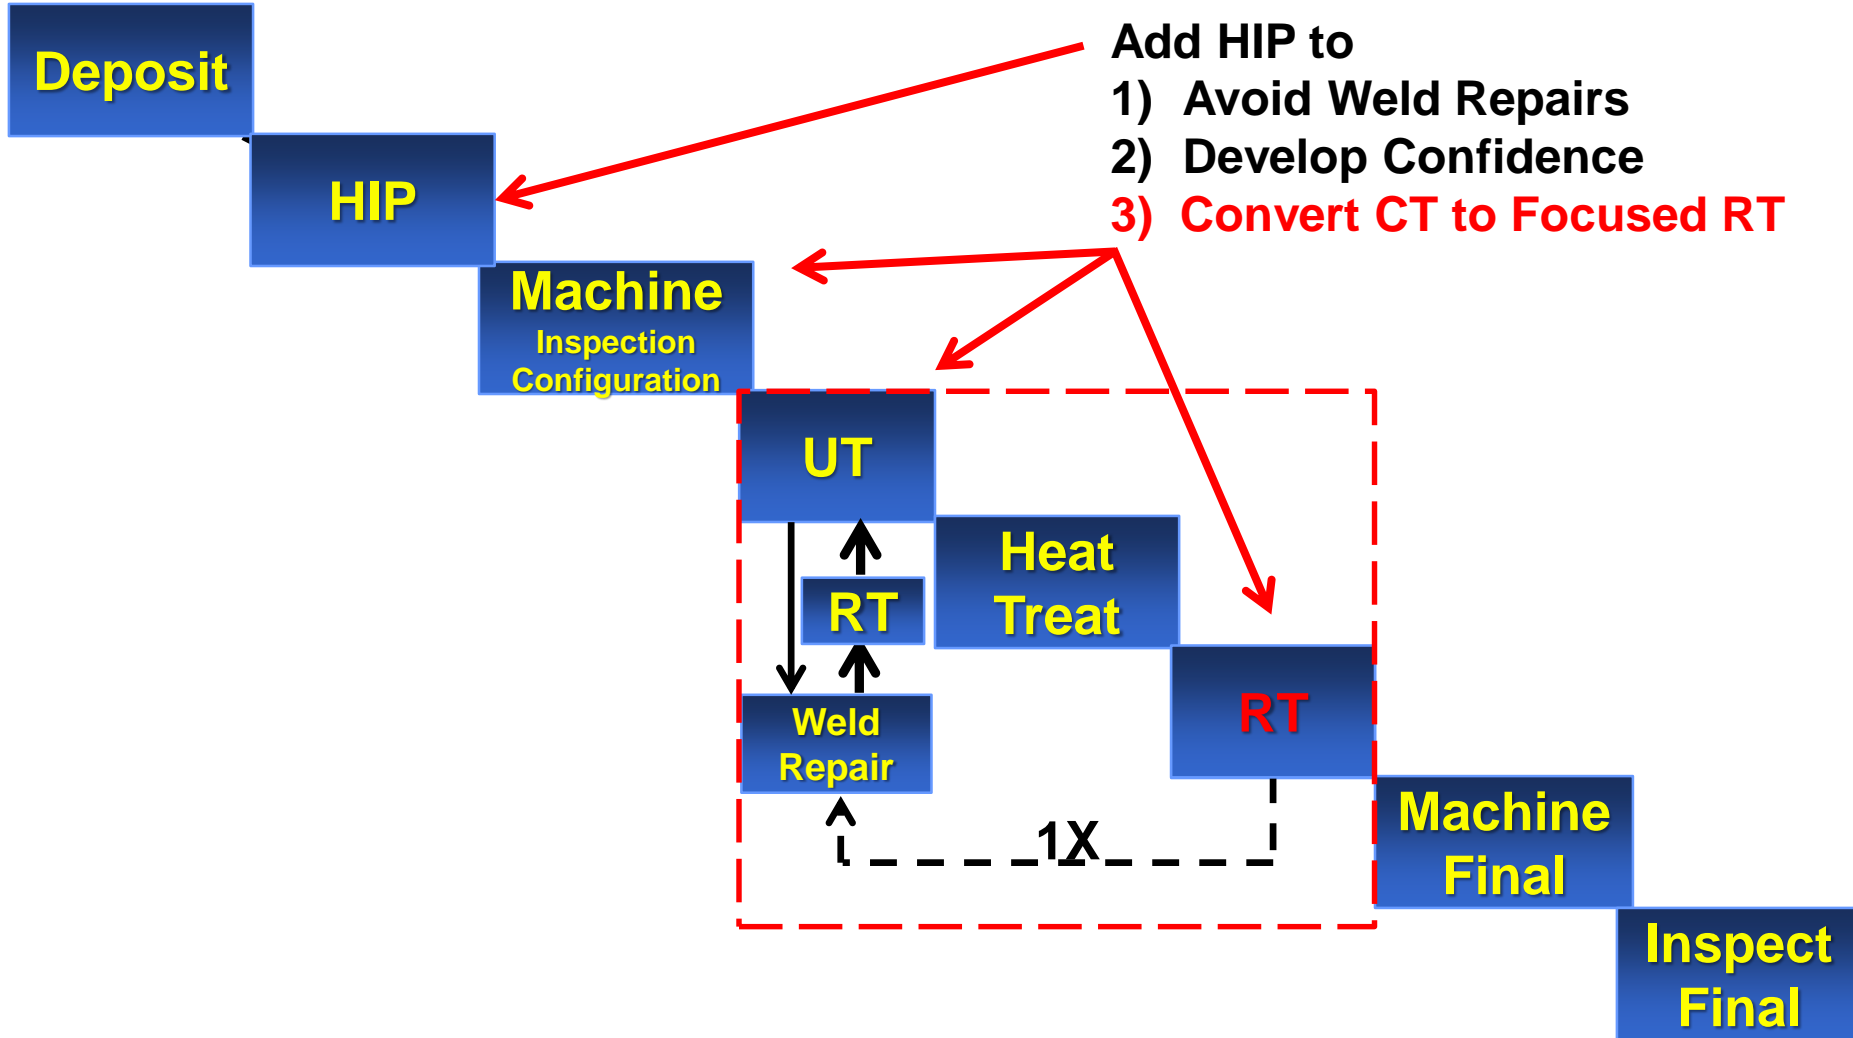 Deposit
Add HIP to
1) Avoid Weld Repairs
2) Develop Confidence
3) Convert CT to Focused RT
HIP
Machine
Inspection
Configuration
UT
Heat
Treat
RT
Weld
Repair
RT
1X
Machine
Final
Inspect
Final